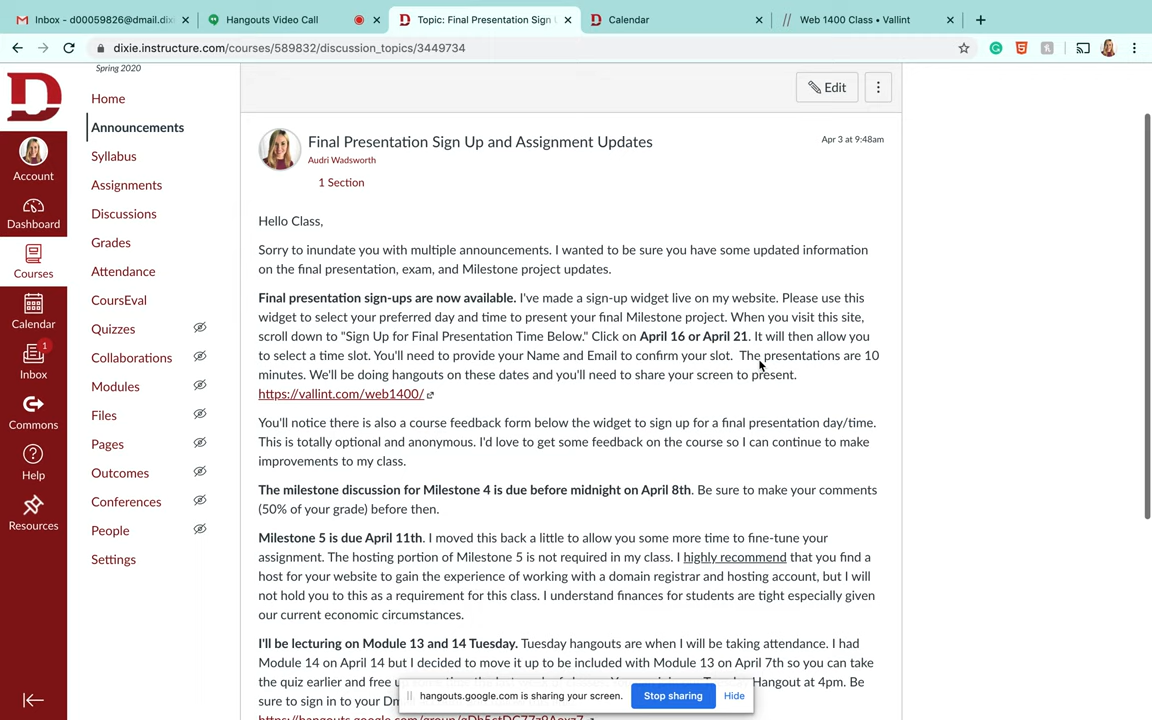 Inbox - d00059826@dmail.dix
Hangouts Video Call
Topic: Final Presentation Sign
Calendar
Web 1400 Class • Vallint
dixie.instructure.com/courses/589832/discussion_topics/3449734
Spring 2020
D
Account
Dashboard
Courses
Calendar
1
Inbox
Commons
Help
Resources
Home
Announcements
Syllabus
Assignments
Discussions
Grades
Attendance
CoursEval
Quizzes
Collaborations
Modules
Files
Pages
Outcomes
Conferences
People
Settings
Edit
Final Presentation Sign Up and Assignment Updates
Apr 3 at 9:48am
Audri Wadsworth
1 Section
Hello Class,
Sorry to inundate you with multiple announcements. I wanted to be sure you have some updated information
on the final presentation, exam, and Milestone project updates.
Final presentation sign-ups are now available. I've made a sign-up widget live on my website. Please use this
widget to select your preferred day and time to present your final Milestone project. When you visit this site,
scroll down to "Sign Up for Final Presentation Time Below." Click on April 16 or April 21. It will then allow you
to select a time slot. You'll need to provide your Name and Email to confirm your slot. The presentations are 10
minutes. We'll be doing hangouts on these dates and you'll need to share your screen to present.
https://vallint.com/web1400/
You'll notice there is also a course feedback form below the widget to sign up for a final presentation day/time.
This is totally optional and anonymous. I'd love to get some feedback on the course so I can continue to make
improvements to my class.
The milestone discussion for Milestone 4 is due before midnight on April 8th. Be sure to make your comments
(50% of your grade) before then.
Milestone 5 is due April 11th. I moved this back a little to allow you some more time to fine-tune your
assignment. The hosting portion of Milestone 5 is not required in my class. I highly recommend that you find a
host for your website to gain the experience of working with a domain registrar and hosting account, but I will
not hold you to this as a requirement for this class. I understand finances for students are tight especially given
our current economic circumstances.
I'll be lecturing on Module 13 and 14 Tuesday. Tuesday hangouts are when I will be taking attendance. I had
Module 14 on April 14 but I decided to move it up to be included with Module 13 on April 7th so you can take
the quiz earlier and free Hangout at 4pm. Be
sure to sign in to your
hangouts.google.com is sharing your screen.
Stop sharing
Hide